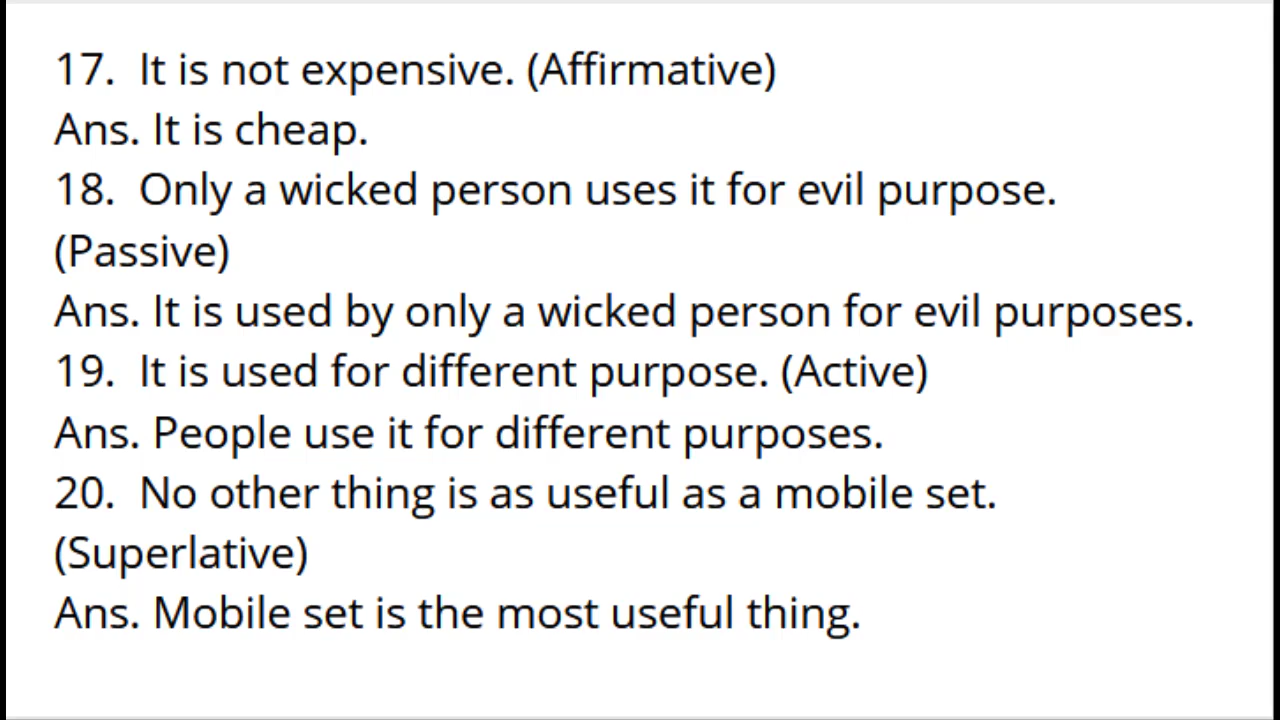 17. It is not expensive. (Affirmative)
Ans. It is cheap.
18. Only a wicked person uses it for evil purpose.
(Passive)
Ans. It is used by only a wicked person for evil purposes.
19. It is used for different purpose. (Active)
Ans. People use it for different purposes.
20. No other thing is as useful as a mobile set.
(Superlative)
Ans. Mobile set is the most useful thing.